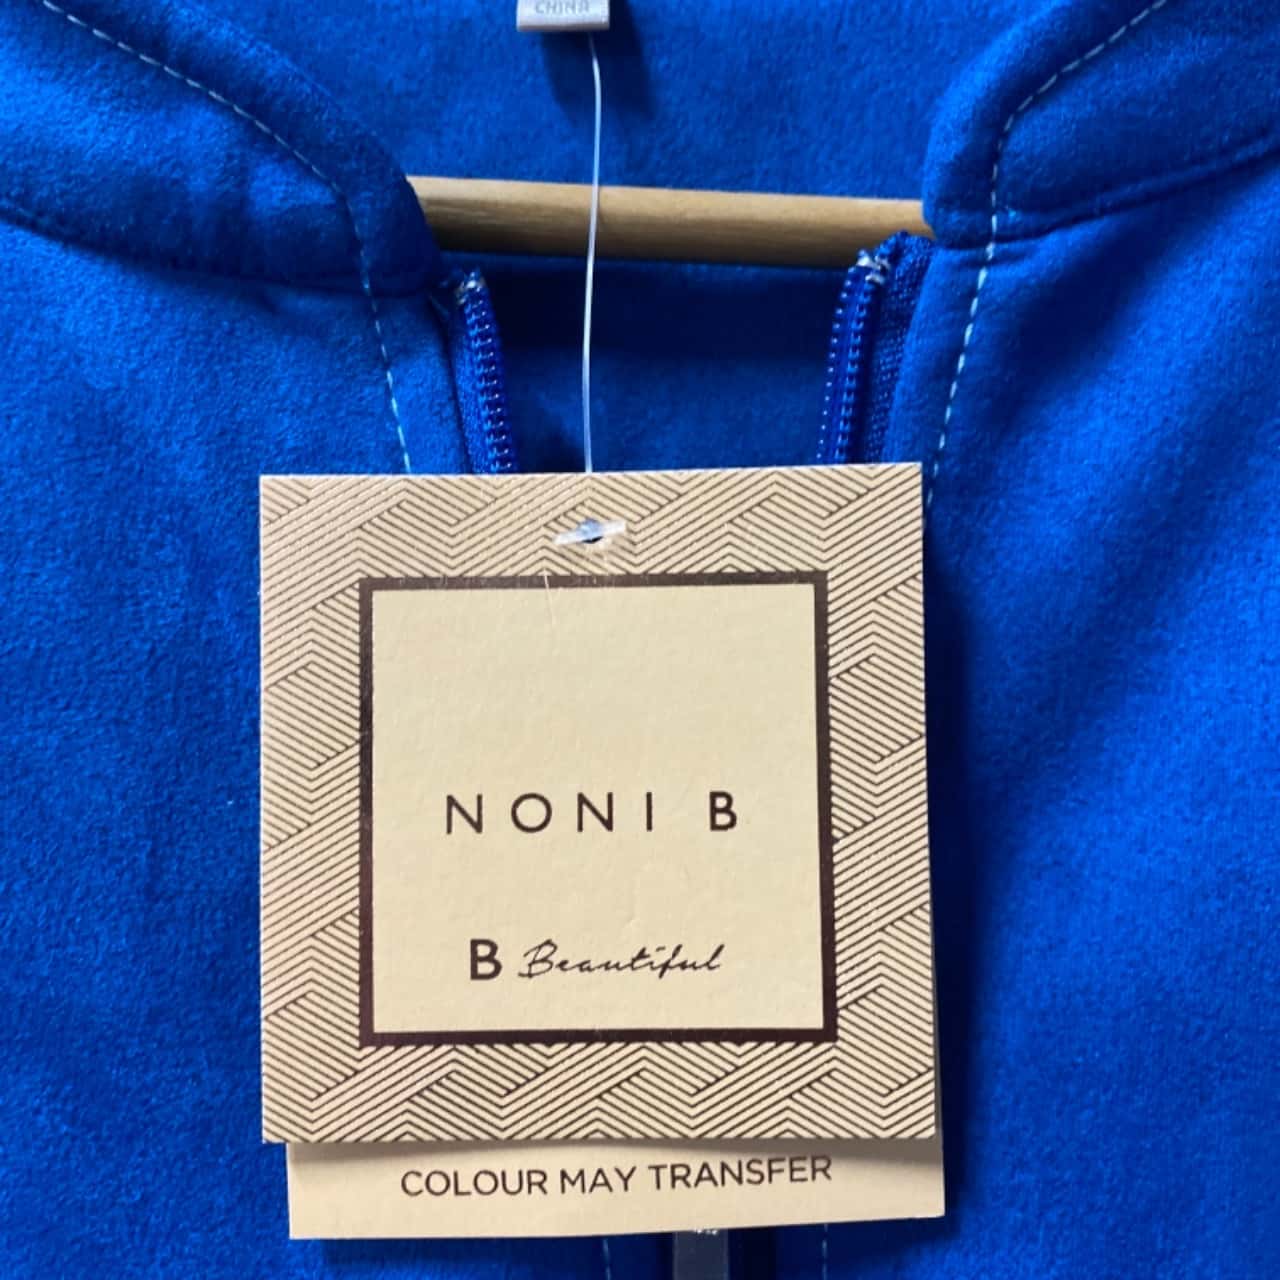 CHINA
NONI B
B Beautiful
COLOUR MAY TRANSFER